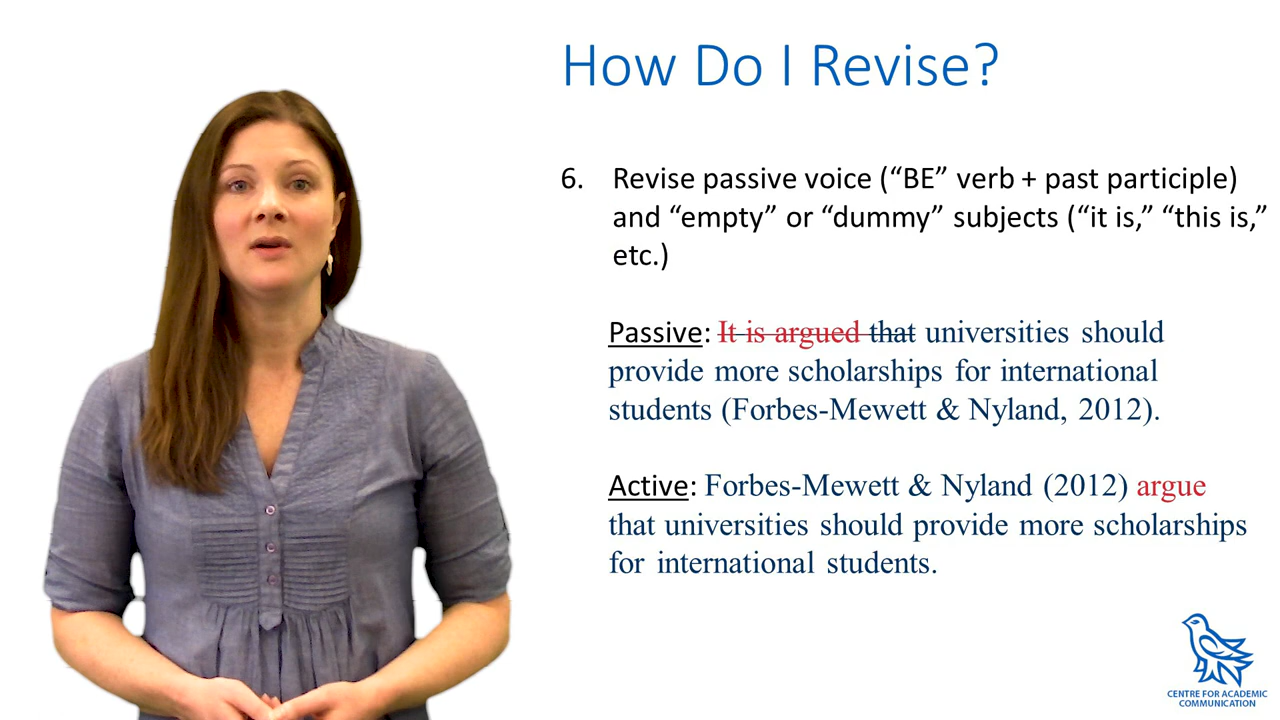 How Do I Revise?
6. Revise passive voice (“BE” verb + past participle)
and “empty” or “dummy” subjects (“it is,” “this is,”
etc.)
Passive: It is argued that universities should
provide more scholarships for international
students (Forbes-Mewett & Nyland, 2012).
Active: Forbes-Mewett & Nyland (2012) argue
that universities should provide more scholarships
for international students.
CENTRE FOR ACADEMIC
COMMUNICATION